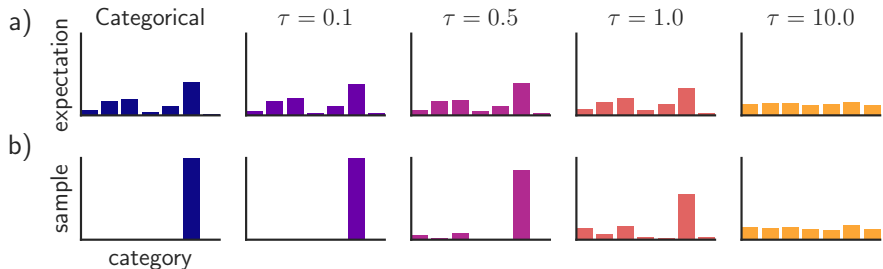 a) Categorical τ = 0.1 τ = 0.5 τ = 1.0 τ = 10.0
expectation
b)
sample
category